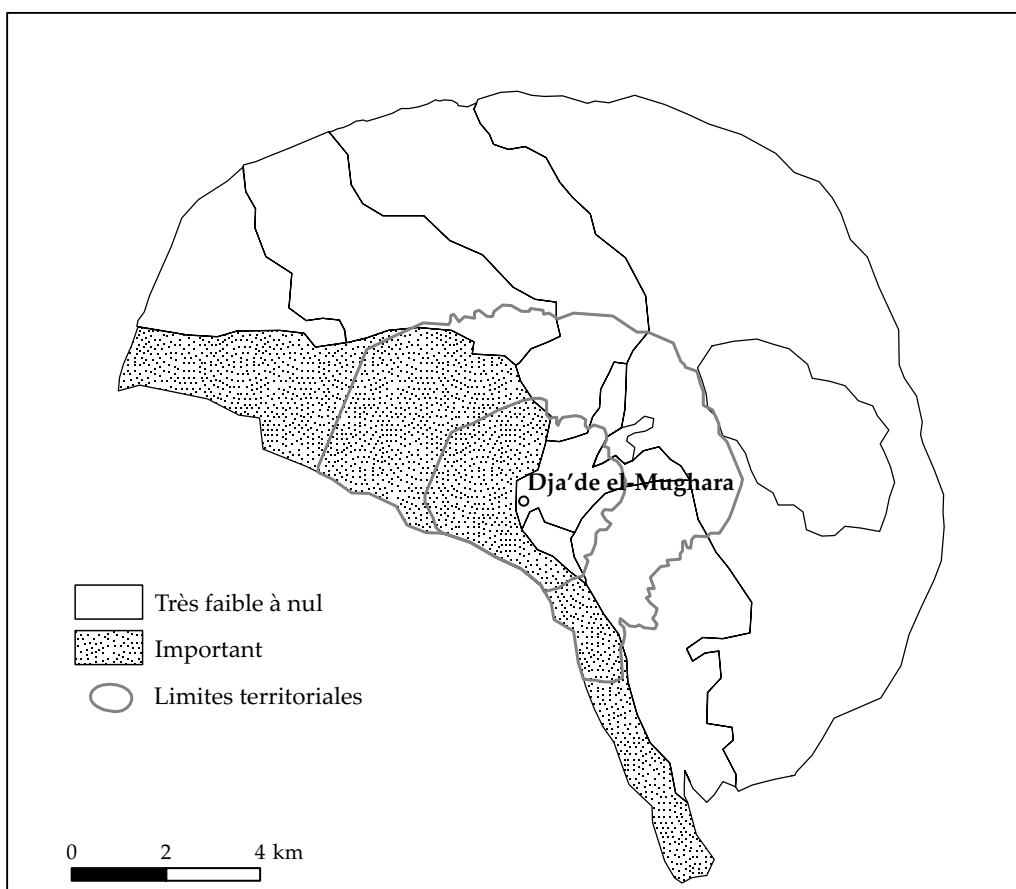 Dja’de el-Mughara
Très faible à nul
Important
Limites territoriales
0 2 4 km